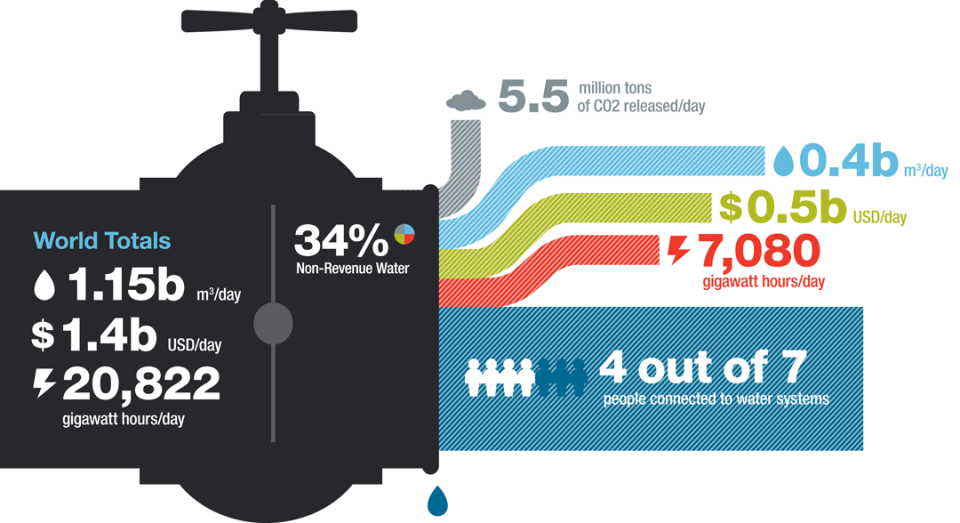 World Totals
1.15b m³/day
$1.4b USD/day
20,822
gigawatt hours/day
34%
Non-Revenue Water
5.5 million tons
of CO2 released/day
0.4b m³/day
$0.5b USD/day
7,080
gigawatt hours/day
4 out of 7
people connected to water systems